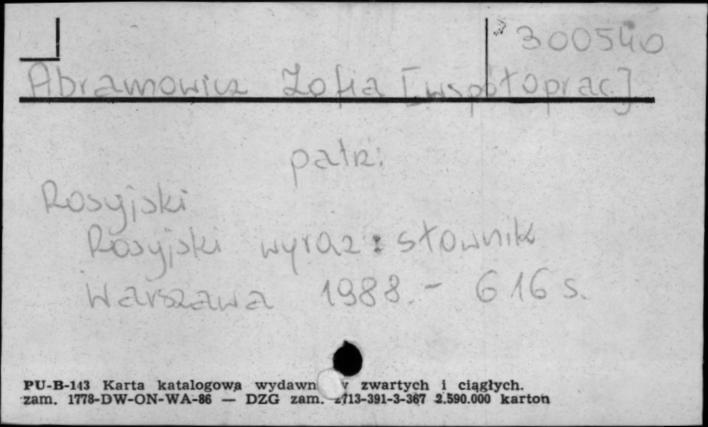 300540
Abramowicz Zofia [współoprac.]
patrz:
Rosyjski
Rosyjski wyraz : słownik
Warszawa 1988. - 616 s.
PU-B-143 Karta katalogowa wydawn zwartych i ciągłych.
zam. 1778-DW-ON-WA-86 — DZG zam. 2713-391-3-367 2.590.000 karton